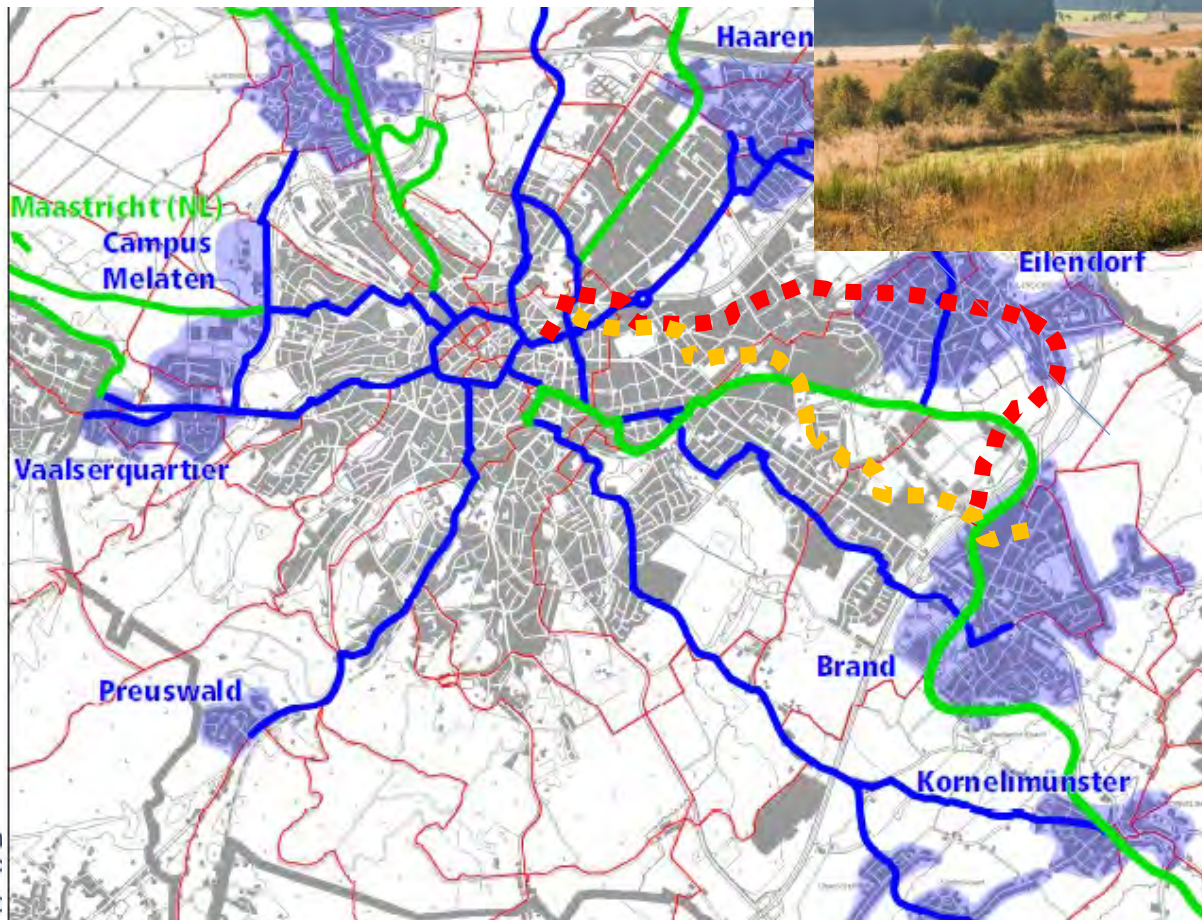 Haaren
Maastricht (NL)
Campus
Melaten
Eilendorf
Vaalserquartier
Brand
Preuswald
Kornelimünster